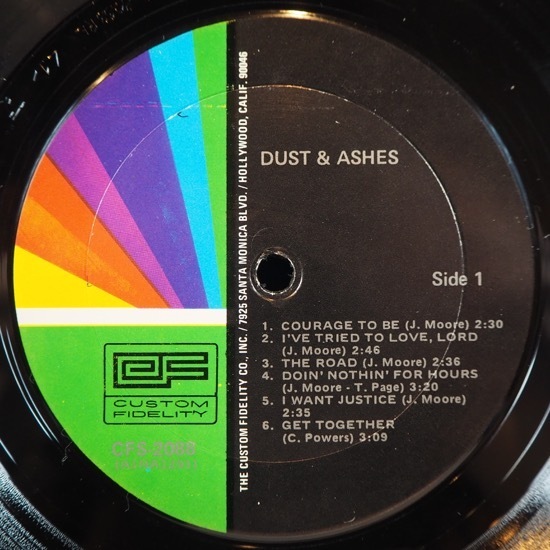 DUST & ASHES
Side 1
1. COURAGE TO BE (J. Moore) 2:30
2. I'VE TRIED TO LOVE, LORD
(J. Moore) 2:46
3. THE ROAD (J. Moore) 2:36
4. DOIN' NOTHIN' FOR HOURS
(J. Moore - T. Page) 3:20
5. I WANT JUSTICE (J. Moore)
2:35
6. GET TOGETHER
(C. Powers) 3:09
THE CUSTOM FIDELITY CO., INC. / 7925 SANTA MONICA BLVD. / HOLLYWOOD, CALIF. 90046
CF
CUSTOM
FIDELITY